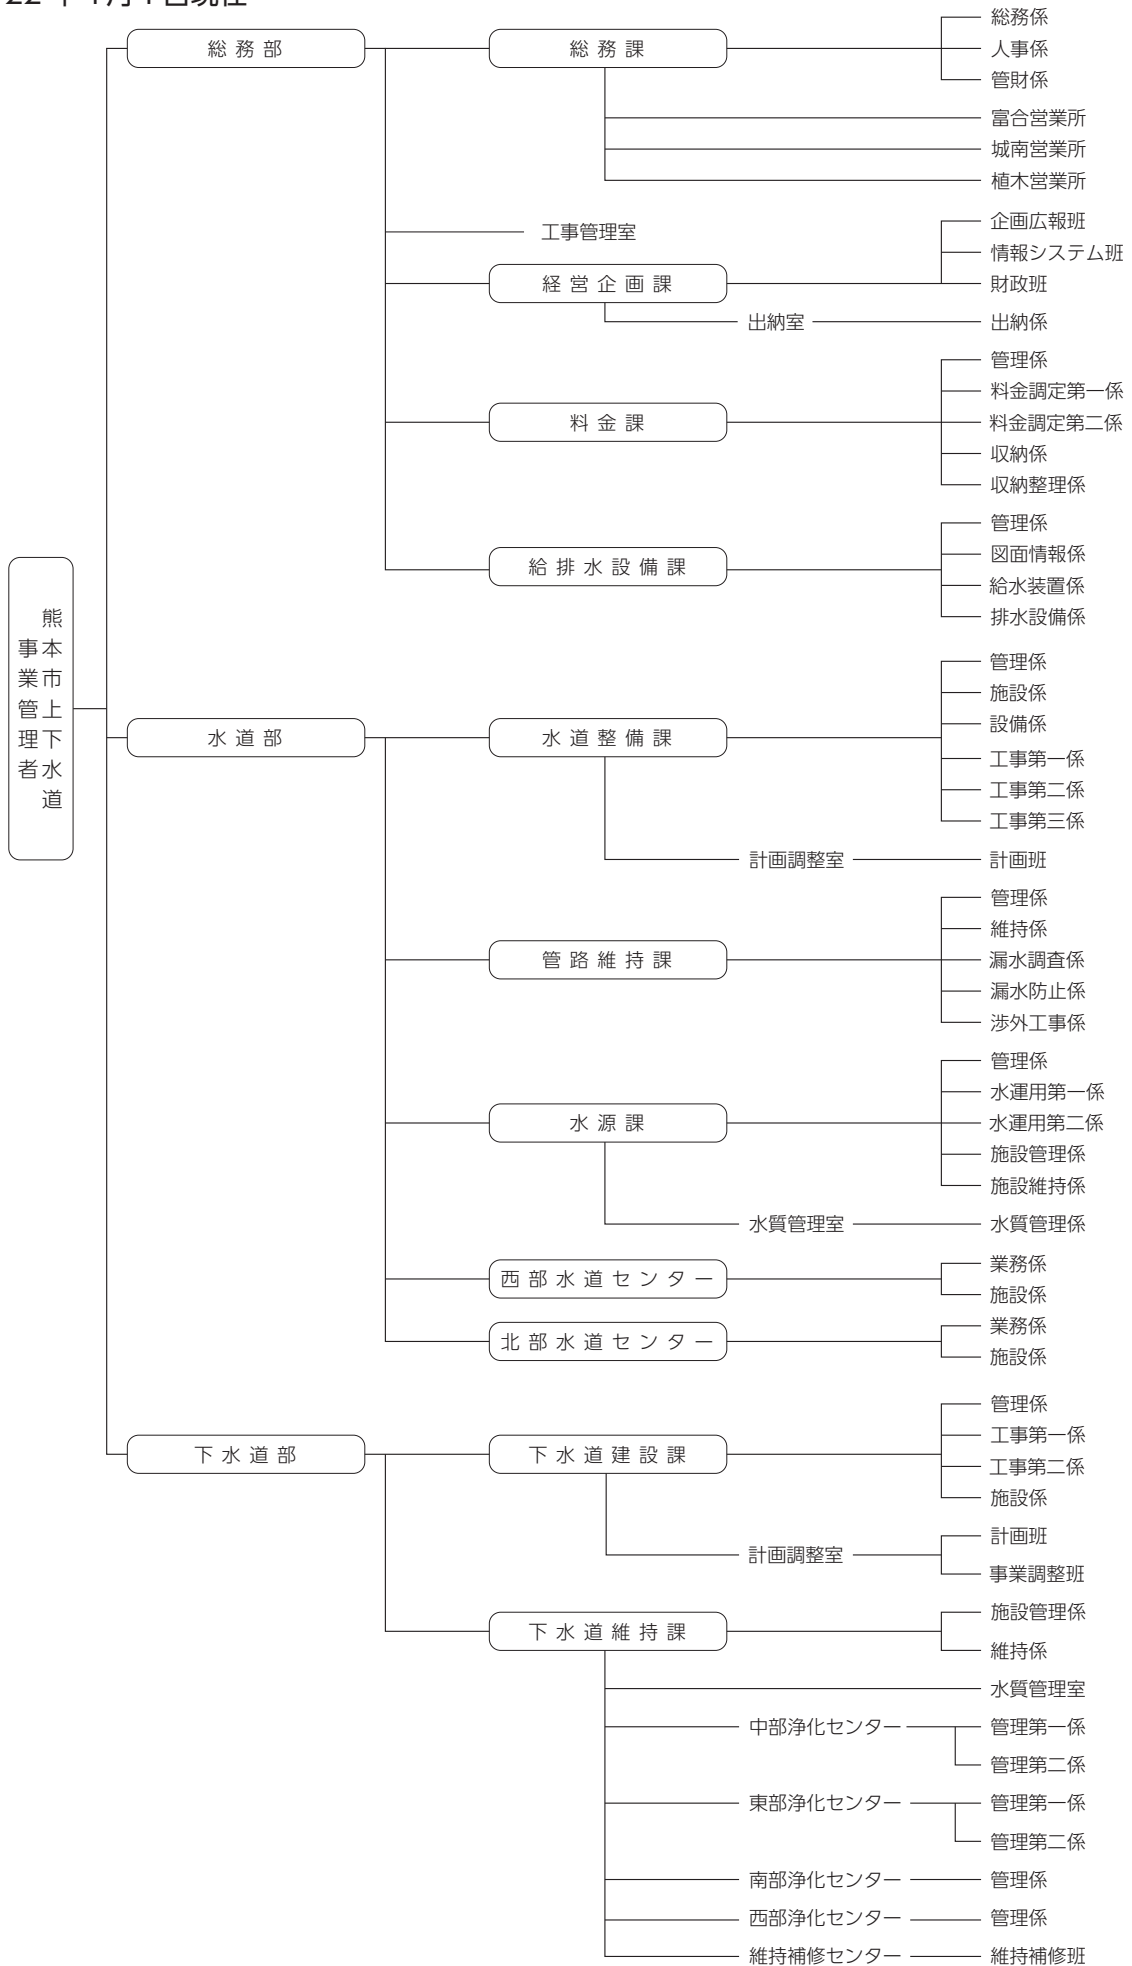 22年4月1日現在
総務部
総務課
総務係
人事係
管財係
富合営業所
城南営業所
植木営業所
工事管理室
経営企画課
企画広報班
情報システム班
財政班
出納室
出納係
料金課
管理係
料金調定第一係
料金調定第二係
収納係
収納整理係
給排水設備課
管理係
図面情報係
給水装置係
排水設備係
熊本市上下水道
事業管理者
水道部
水道整備課
管理係
施設係
設備係
工事第一係
工事第二係
工事第三係
計画調整室
計画班
管路維持課
管理係
維持係
漏水調査係
漏水防止係
渉外工事係
水源課
管理係
水運用第一係
水運用第二係
施設管理係
施設維持係
水質管理室
水質管理係
西部水道センター
業務係
施設係
北部水道センター
業務係
施設係
下水道部
下水道建設課
管理係
工事第一係
工事第二係
施設係
計画調整室
計画班
事業調整班
下水道維持課
施設管理係
維持係
水質管理室
中部浄化センター
管理第一係
管理第二係
東部浄化センター
管理第一係
管理第二係
南部浄化センター
管理係
西部浄化センター
管理係
維持補修センター
維持補修班